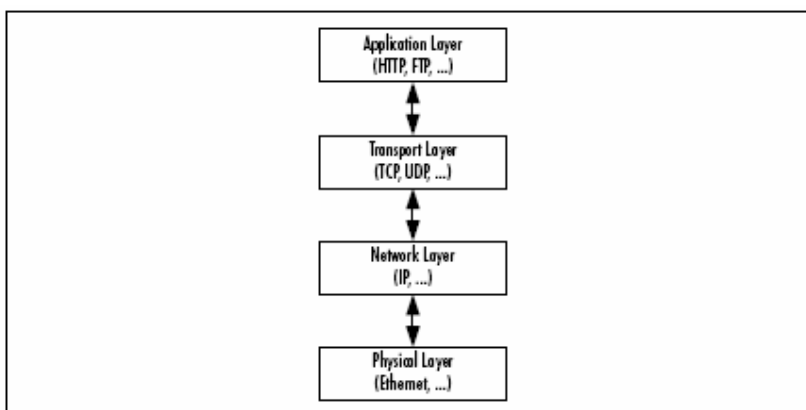 Application Layer
(HTTP, FTP, ...)
Transport Layer
(TCP, UDP, ...)
Network Layer
(IP, ...)
Physical Layer
(Ethernet, ...)